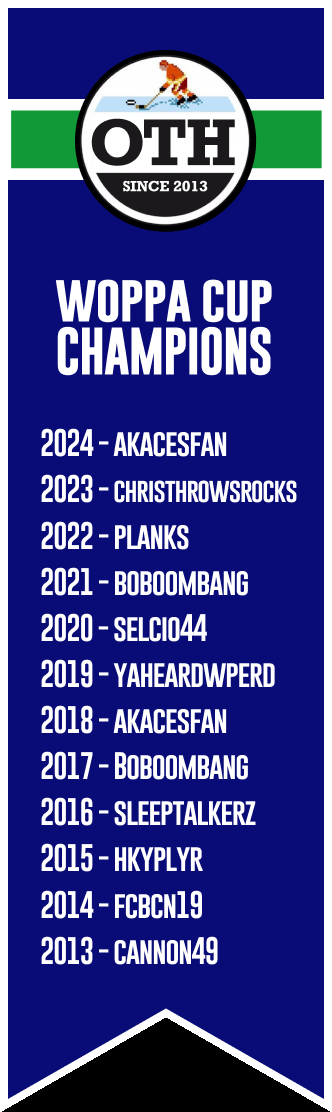 OTH
SINCE 2013
WOPPA CUP
CHAMPIONS
2024 - AKACESFAN
2023 - CHRISTHROWSROCKS
2022 - PLANKS
2021 - BOBOOMBANG
2020 - SELCIO44
2019 - YAHEARDWPERD
2018 - AKACESFAN
2017 - BOBOOMBANG
2016 - SLEEPTALKERZ
2015 - HKYPLYR
2014 - FCBCN19
2013 - CANNON49